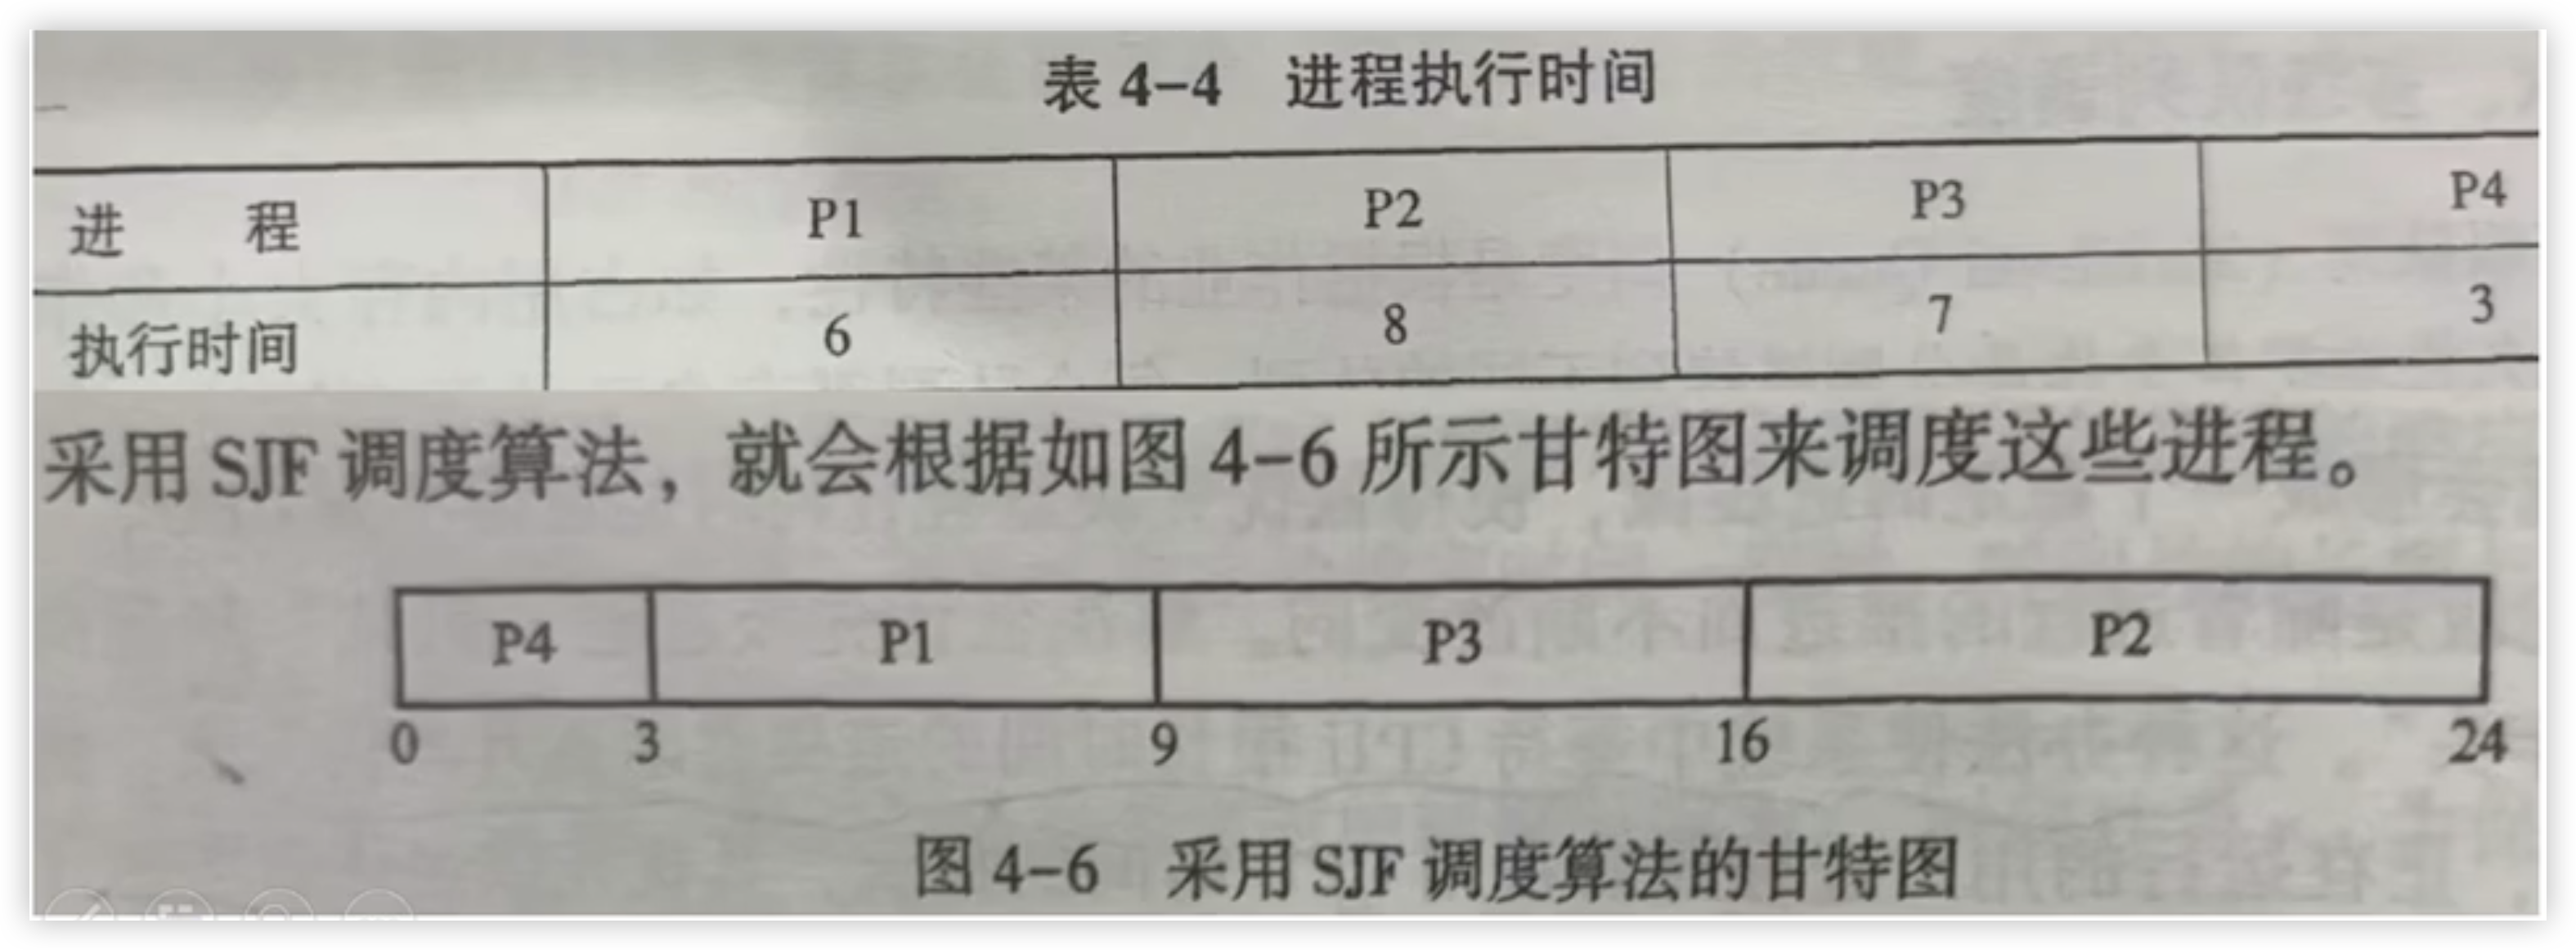 表 4-4 进程执行时间
进 程 P1 P2 P3 P4
执行时间 6 8 7 3
采用 SJF 调度算法，就会根据如图 4-6 所示甘特图来调度这些进程。
P4 P1 P3 P2
0 3 9 16 24
图 4-6 采用 SJF 调度算法的甘特图